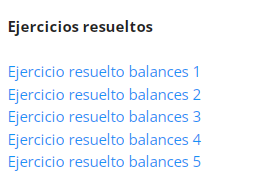 Ejercicios resueltos
Ejercicio resuelto balances 1
Ejercicio resuelto balances 2
Ejercicio resuelto balances 3
Ejercicio resuelto balances 4
Ejercicio resuelto balances 5